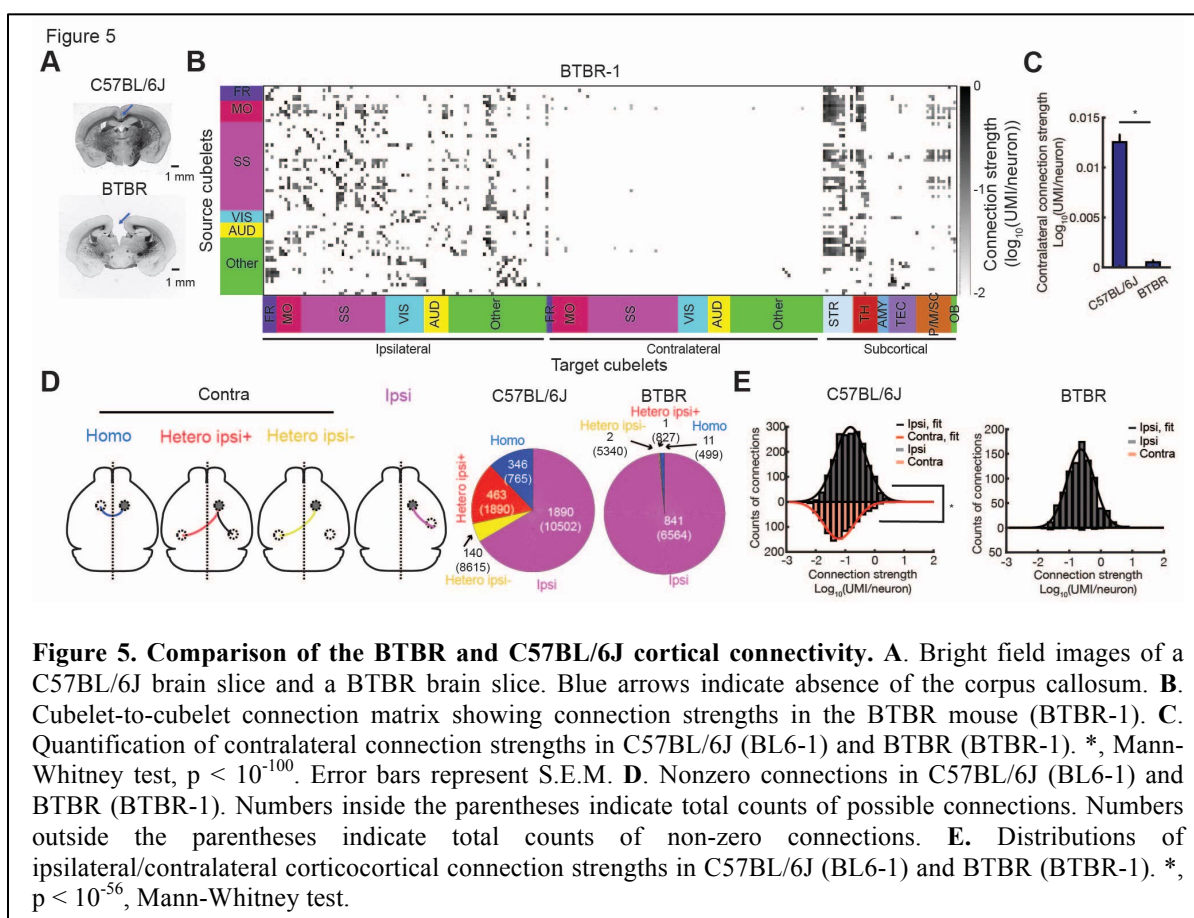 Figure 5
A
C57BL/6J
1 mm
BTBR
1 mm
B
BTBR-1
Source cubelets
FR
MO
SS
VIS
AUD
Other
FR
MO
SS
VIS
AUD
Other
FR
MO
SS
VIS
AUD
Other
STR
TH
AMY
TEC
P/M/SC
OB
Ipsilateral
Contralateral
Subcortical
Target cubelets
0
-1
-2
Connection strength
(log10(UMI/neuron))
C
Contralateral connection strength
Log10(UMI/neuron)
0.015
0.01
0.005
0
*
C57BL/6J
BTBR
D
Contra
Ipsi
Homo
Hetero ipsi+
Hetero ipsi-
C57BL/6J
Homo
346
(765)
Hetero ipsi+
463
(1890)
140
(8615)
Hetero ipsi-
1890
(10502)
Ipsi
BTBR
Hetero ipsi+
Hetero ipsi-
1
(827)
Homo
2
(5340)
11
(499)
841
(6564)
Ipsi
E
C57BL/6J
Counts of connections
300
200
100
0
100
200
Ipsi, fit
Contra, fit
Ipsi
Contra
*
-3 -2 -1 0 1 2
Connection strength
Log10(UMI/neuron)
BTBR
Counts of connections
200
150
100
50
0
50
Ipsi, fit
Ipsi
Contra
-3 -2 -1 0 1 2
Connection strength
Log10(UMI/neuron)
Figure 5. Comparison of the BTBR and C57BL/6J cortical connectivity. A. Bright field images of a
C57BL/6J brain slice and a BTBR brain slice. Blue arrows indicate absence of the corpus callosum. B.
Cubelet-to-cubelet connection matrix showing connection strengths in the BTBR mouse (BTBR-1). C.
Quantification of contralateral connection strengths in C57BL/6J (BL6-1) and BTBR (BTBR-1). *, Mann-
Whitney test, p < 10-100. Error bars represent S.E.M. D. Nonzero connections in C57BL/6J (BL6-1) and
BTBR (BTBR-1). Numbers inside the parentheses indicate total counts of possible connections. Numbers
outside the parentheses indicate total counts of non-zero connections. E. Distributions of
ipsilateral/contralateral corticocortical connection strengths in C57BL/6J (BL6-1) and BTBR (BTBR-1). *,
p < 10-56, Mann-Whitney test.